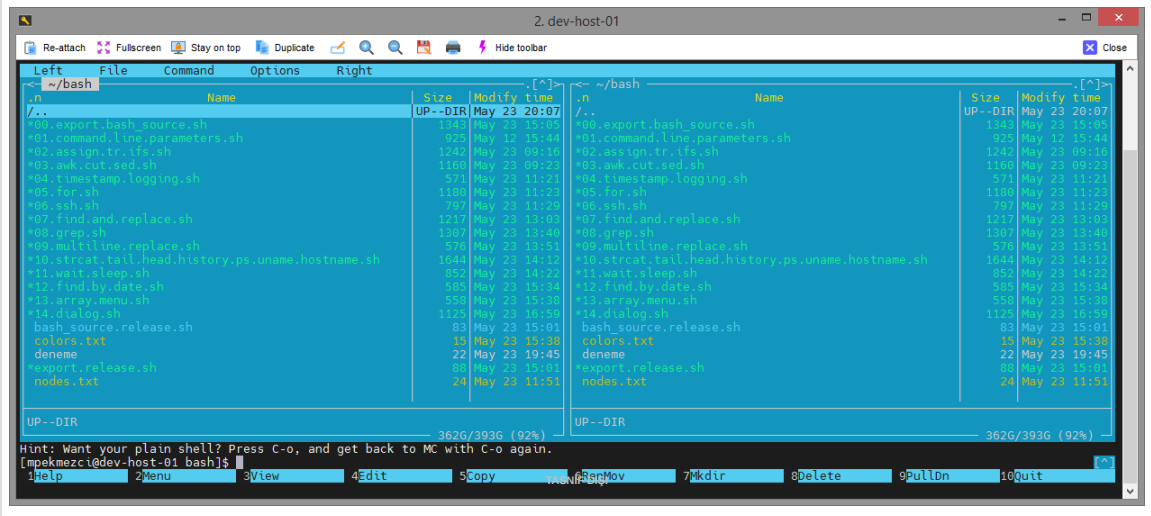 2. dev-host-01
Re-attach Fullscreen Stay on top Duplicate Hide toolbar Close
Left File Command Options Right
<─ ~/bash .[^]> <─ ~/bash .[^]>
.n Name Size Modify time .n Name Size Modify time
/.. UP--DIR May 23 20:07 /.. UP--DIR May 23 20:07
*00.export.bash_source.sh 1343 May 23 15:05 *00.export.bash_source.sh 1343 May 23 15:05
*01.command.line.parameters.sh 925 May 12 15:44 *01.command.line.parameters.sh 925 May 12 15:44
*02.assign.tr.ifs.sh 1242 May 23 09:16 *02.assign.tr.ifs.sh 1242 May 23 09:16
*03.awk.cut.sed.sh 1160 May 23 09:23 *03.awk.cut.sed.sh 1160 May 23 09:23
*04.timestamp.logging.sh 571 May 23 11:21 *04.timestamp.logging.sh 571 May 23 11:21
*05.for.sh 1180 May 23 11:23 *05.for.sh 1180 May 23 11:23
*06.ssh.sh 797 May 23 11:29 *06.ssh.sh 797 May 23 11:29
*07.find.and.replace.sh 1217 May 23 13:03 *07.find.and.replace.sh 1217 May 23 13:03
*08.grep.sh 1307 May 23 13:40 *08.grep.sh 1307 May 23 13:40
*09.multiline.replace.sh 576 May 23 13:51 *09.multiline.replace.sh 576 May 23 13:51
*10.strcat.tail.head.history.ps.uname.hostname.sh 1644 May 23 14:12 *10.strcat.tail.head.history.ps.uname.hostname.sh 1644 May 23 14:12
*11.wait.sleep.sh 852 May 23 14:22 *11.wait.sleep.sh 852 May 23 14:22
*12.find.by.date.sh 585 May 23 15:34 *12.find.by.date.sh 585 May 23 15:34
*13.array.menu.sh 558 May 23 15:38 *13.array.menu.sh 558 May 23 15:38
*14.dialog.sh 1125 May 23 16:59 *14.dialog.sh 1125 May 23 16:59
bash_source.release.sh 83 May 23 15:01 bash_source.release.sh 83 May 23 15:01
colors.txt 15 May 23 15:38 colors.txt 15 May 23 15:38
deneme 22 May 23 19:45 deneme 22 May 23 19:45
*export.release.sh 88 May 23 15:01 *export.release.sh 88 May 23 15:01
nodes.txt 24 May 23 11:51 nodes.txt 24 May 23 11:51
UP--DIR UP--DIR
362G/393G (92%) 362G/393G (92%)
Hint: Want your plain shell? Press C-o, and get back to MC with C-o again.
[mpekmezci@dev-host-01 bash]$ [^]
1Help 2Menu 3View 4Edit 5Copy 6RenMov 7Mkdir 8Delete 9PullDn 10Quit
TASNİF DIŞI